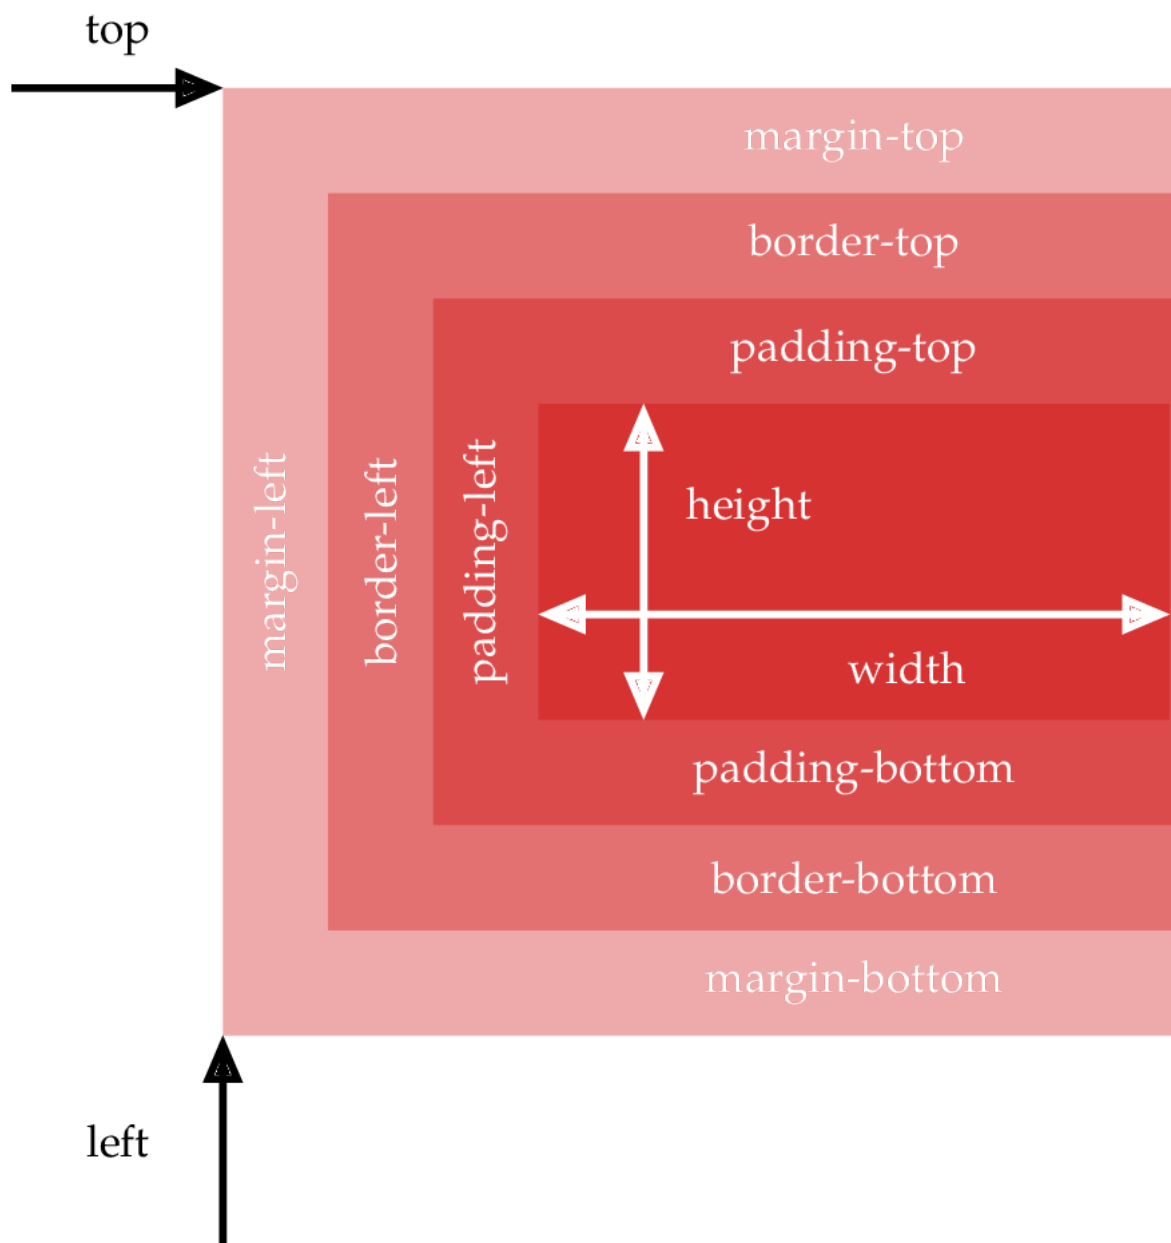 top
margin-top
border-top
padding-top
margin-left
border-left
padding-left
height
width
padding-bottom
border-bottom
margin-bottom
left